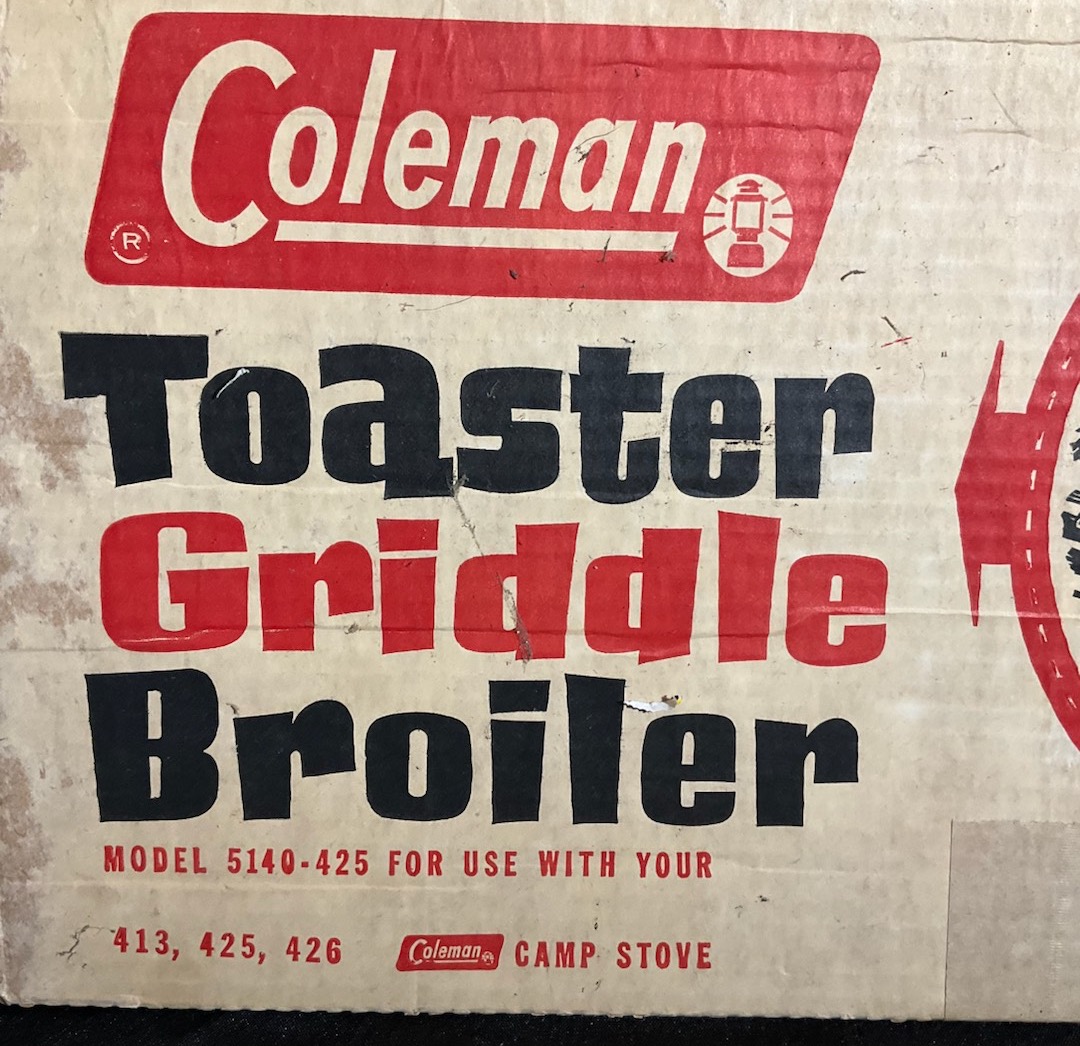 Coleman
®
Toaster
Griddle
Broiler
MODEL 5140-425 FOR USE WITH YOUR
413, 425, 426 Coleman CAMP STOVE